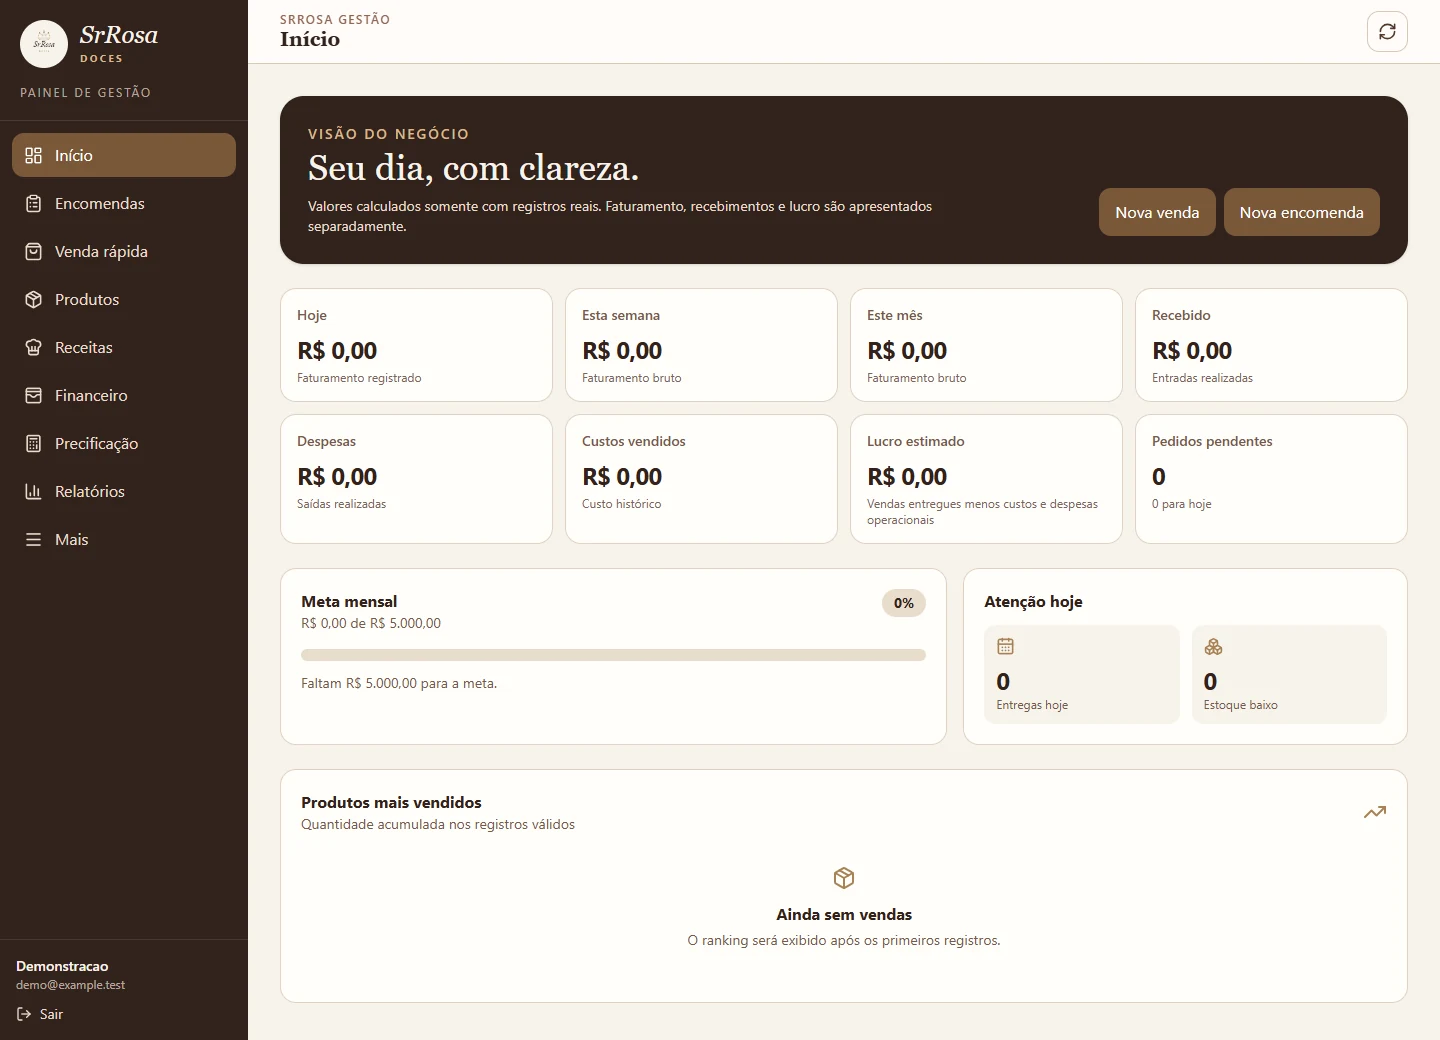 SrRosa
SrRosa
DOCES
PAINEL DE GESTÃO
Início
Encomendas
Venda rápida
Produtos
Receitas
Financeiro
Precificação
Relatórios
Mais
Demonstracao
demo@example.test
Sair
SRROSA GESTÃO
Início
VISÃO DO NEGÓCIO
Seu dia, com clareza.
Valores calculados somente com registros reais. Faturamento, recebimentos e lucro são apresentados
separadamente.
Nova venda
Nova encomenda
Hoje
R$ 0,00
Faturamento registrado
Esta semana
R$ 0,00
Faturamento bruto
Este mês
R$ 0,00
Faturamento bruto
Recebido
R$ 0,00
Entradas realizadas
Despesas
R$ 0,00
Saídas realizadas
Custos vendidos
R$ 0,00
Custo histórico
Lucro estimado
R$ 0,00
Vendas entregues menos custos e despesas
operacionais
Pedidos pendentes
0
0 para hoje
Meta mensal
R$ 0,00 de R$ 5.000,00
0%
Faltam R$ 5.000,00 para a meta.
Atenção hoje
0
Entregas hoje
0
Estoque baixo
Produtos mais vendidos
Quantidade acumulada nos registros válidos
Ainda sem vendas
O ranking será exibido após os primeiros registros.